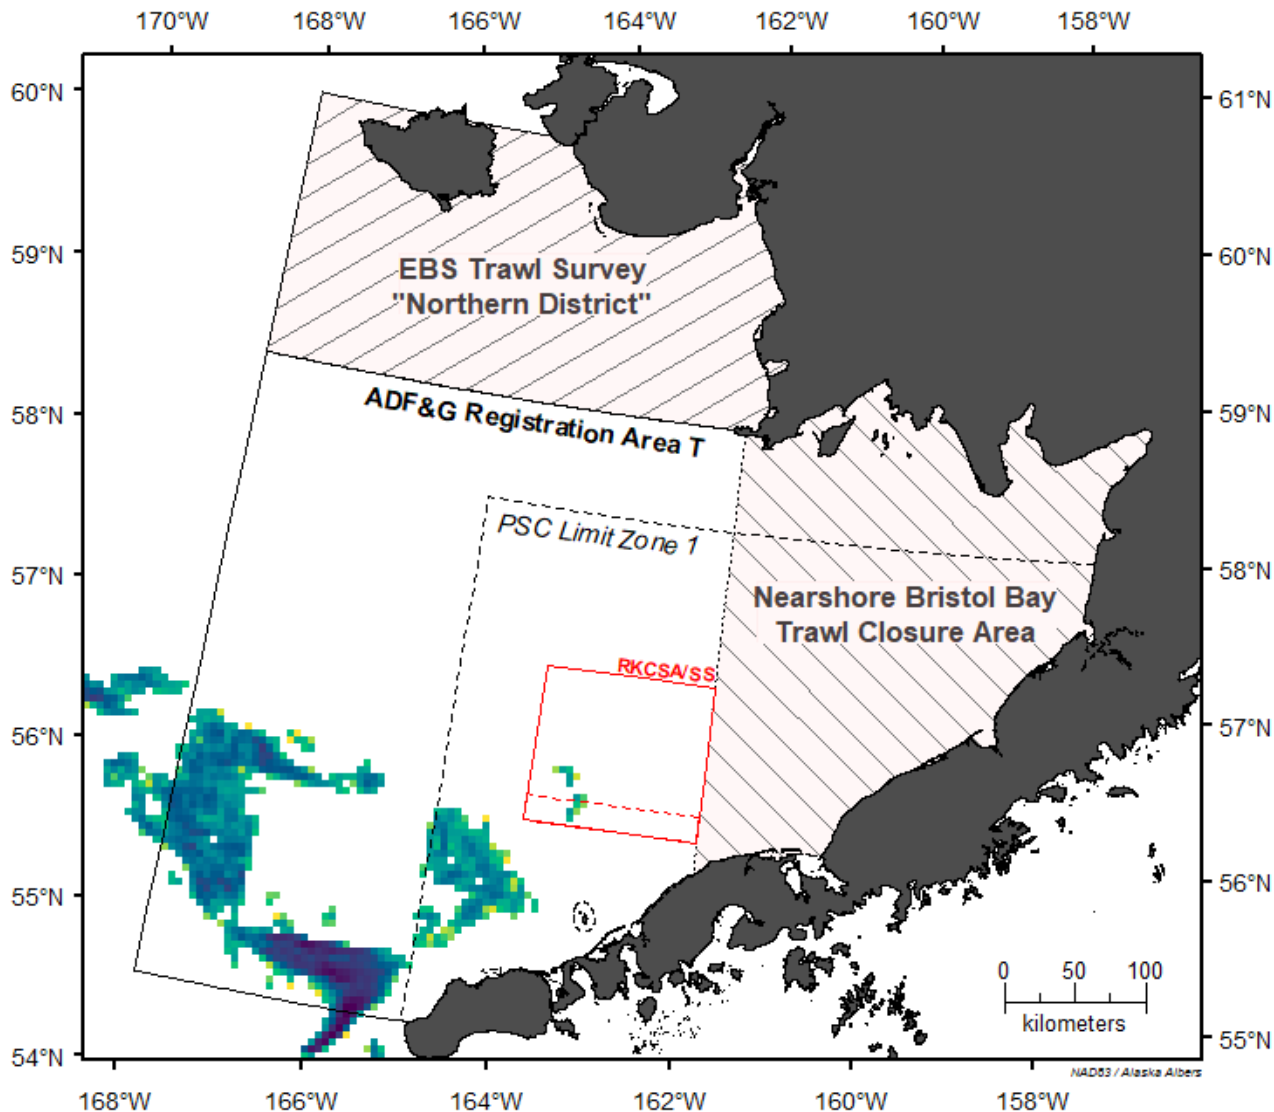 170°W 168°W 166°W 164°W 162°W 160°W 158°W
60°N
61°N
EBS Trawl Survey
"Northern District"
59°N
60°N
ADF&G Registration Area T
58°N
59°N
PSC Limit Zone 1
57°N
58°N
Nearshore Bristol Bay
Trawl Closure Area
RKCSA/SS
56°N
57°N
55°N
56°N
0 50 100
kilometers
54°N
55°N
NAD83 / Alaska Albers
168°W 166°W 164°W 162°W 160°W 158°W